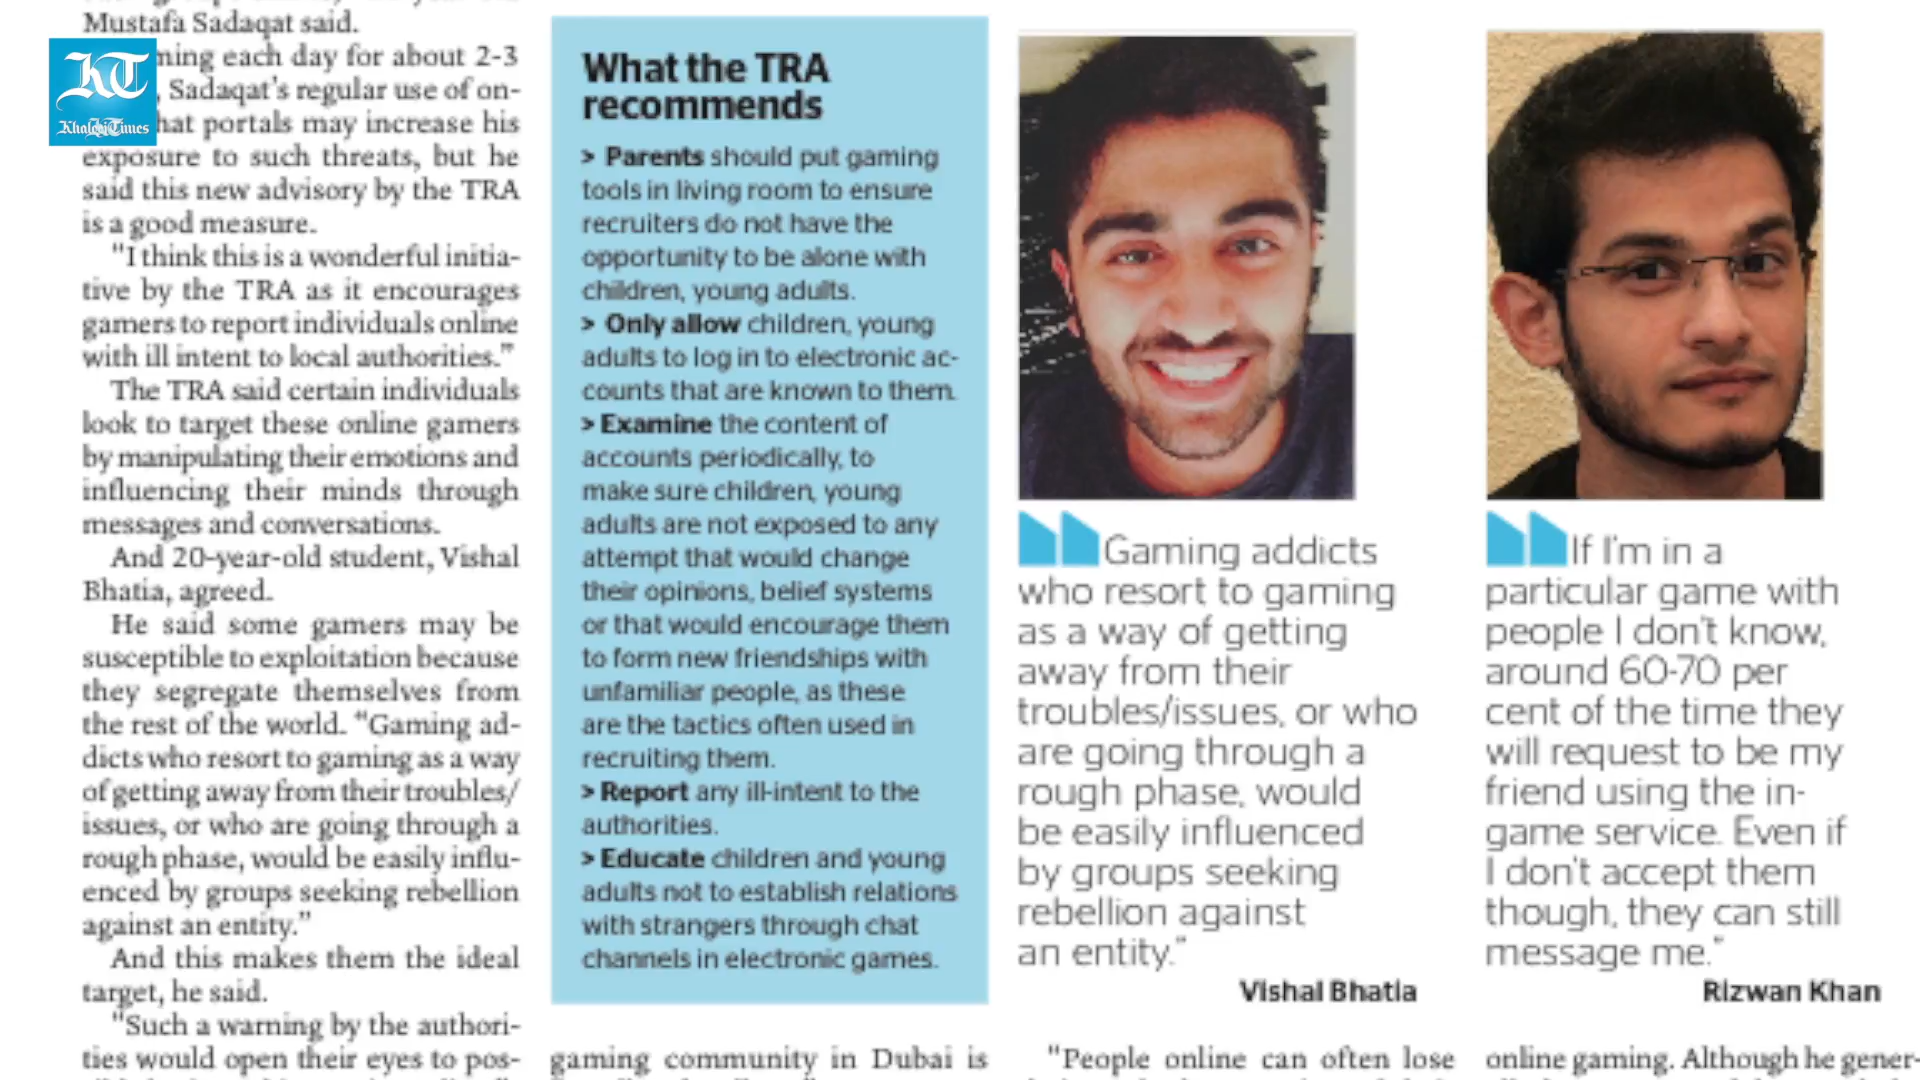 Mustafa Sadaqat said.
ming each day for about 2-3
, Sadaqat's regular use of on-
hat portals may increase his
exposure to such threats, but he
said this new advisory by the TRA
is a good measure.
"I think this is a wonderful initia-
tive by the TRA as it encourages
gamers to report individuals online
with ill intent to local authorities."
The TRA said certain individuals
look to target these online gamers
by manipulating their emotions and
influencing their minds through
messages and conversations.
And 20-year-old student, Vishal
Bhatia, agreed.
He said some gamers may be
susceptible to exploitation because
they segregate themselves from
the rest of the world. "Gaming ad-
dicts who resort to gaming as a way
of getting away from their troubles/
issues, or who are going through a
rough phase, would be easily influ-
enced by groups seeking rebellion
against an entity."
And this makes them the ideal
target, he said.
"Such a warning by the authori-
ties would open their eyes to pos-
KT
Khaleej Times
What the TRA
recommends
> Parents should put gaming
tools in living room to ensure
recruiters do not have the
opportunity to be alone with
children, young adults.
> Only allow children, young
adults to log in to electronic ac-
counts that are known to them.
> Examine the content of
accounts periodically, to
make sure children, young
adults are not exposed to any
attempt that would change
their opinions, belief systems
or that would encourage them
to form new friendships with
unfamiliar people, as these
are the tactics often used in
recruiting them.
> Report any ill-intent to the
authorities.
> Educate children and young
adults not to establish relations
with strangers through chat
channels in electronic games.
gaming community in Dubai is
Gaming addicts
who resort to gaming
as a way of getting
away from their
troubles/issues, or who
are going through a
rough phase, would
be easily influenced
by groups seeking
rebellion against
an entity."
Vishal Bhatia
"People online can often lose
If I'm in a
particular game with
people I don't know,
around 60-70 per
cent of the time they
will request to be my
friend using the in-
game service. Even if
I don't accept them
though, they can still
message me."
Rizwan Khan
online gaming. Although he gener-